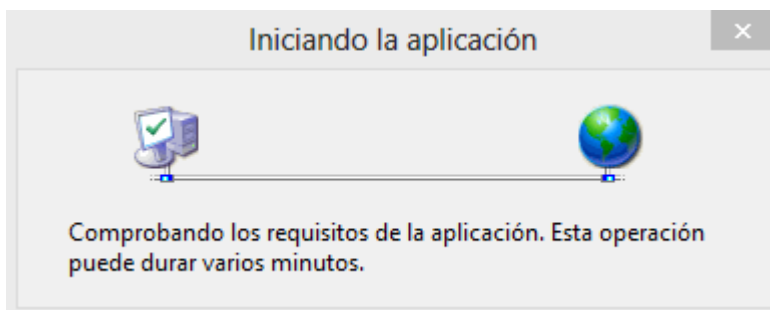 Iniciando la aplicación
Comprobando los requisitos de la aplicación. Esta operación
puede durar varios minutos.